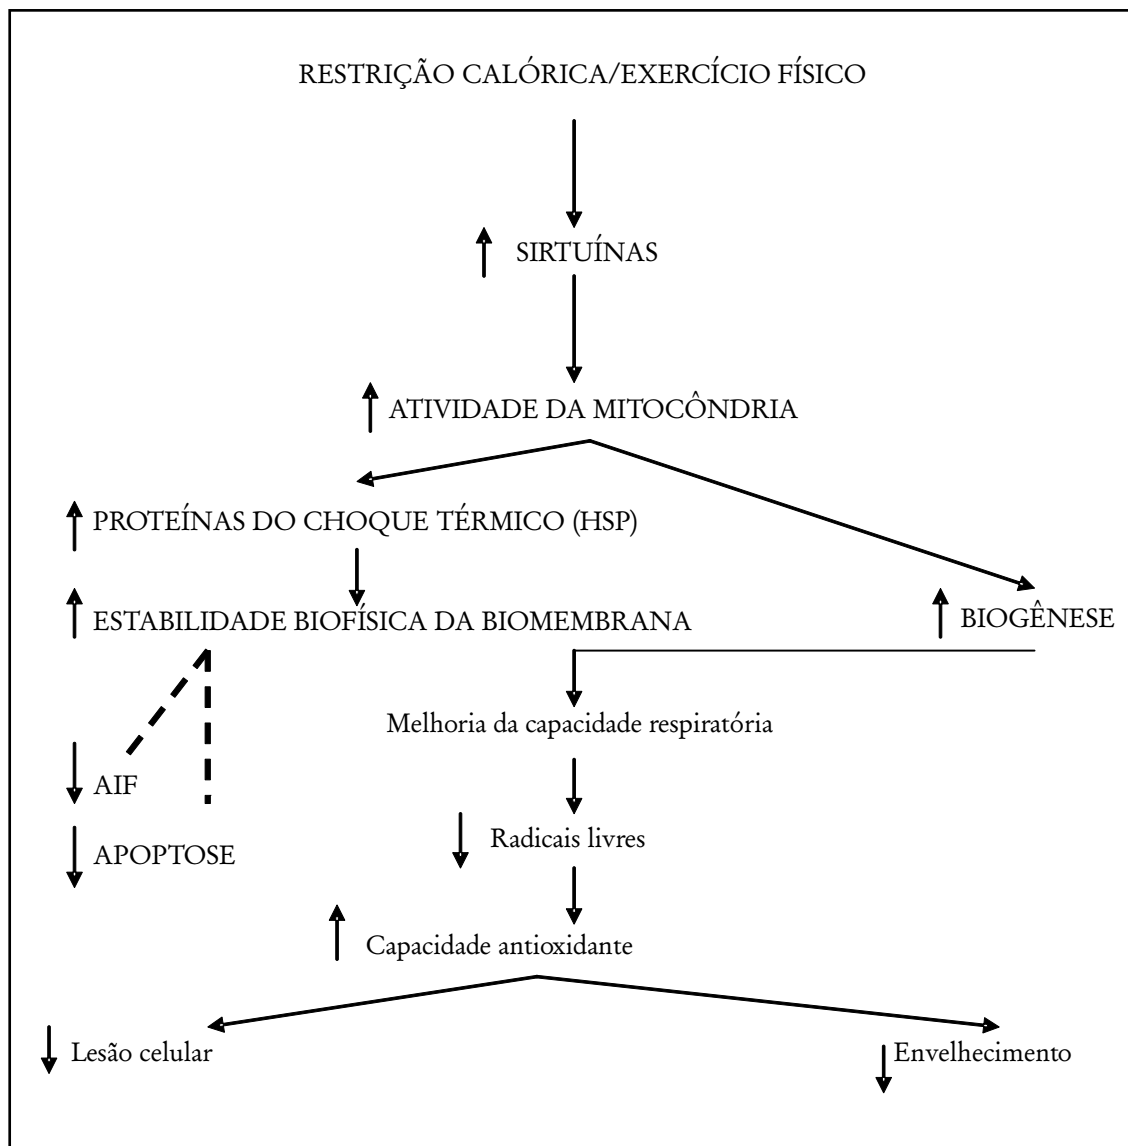 RESTRIÇÃO CALÓRICA/EXERCÍCIO FÍSICO
SIRTUÍNAS
ATIVIDADE DA MITOCÔNDRIA
PROTEÍNAS DO CHOQUE TÉRMICO (HSP)
ESTABILIDADE BIOFÍSICA DA BIOMEMBRANA
BIOGÊNESE
Melhoria da capacidade respiratória
AIF
Radicais livres
APOPTOSE
Capacidade antioxidante
Lesão celular
Envelhecimento